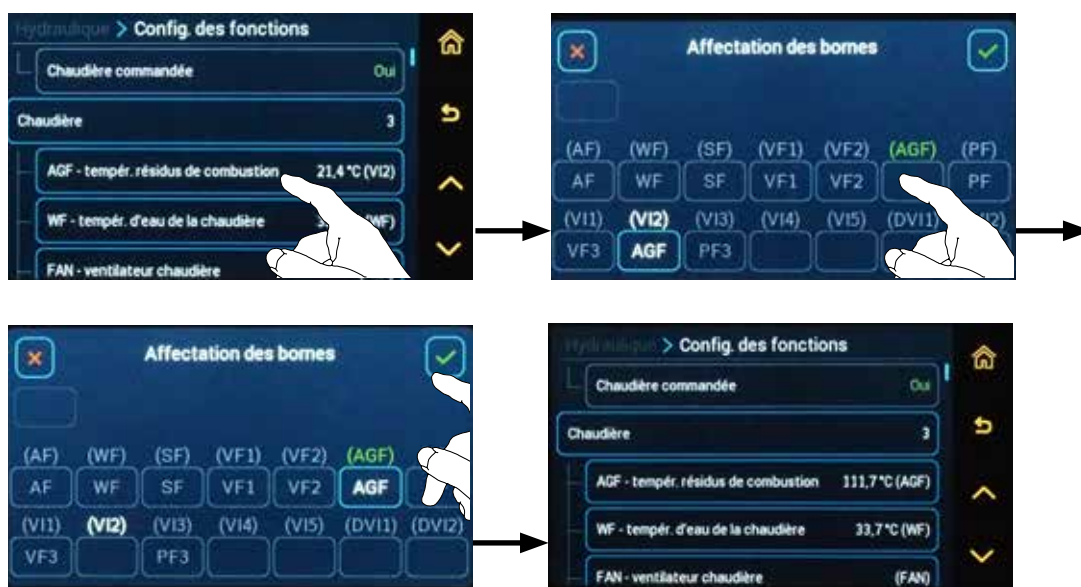 Hydraulique > Config. des fonctions
Chaudière commandée Oui
Chaudière 3
AGF - tempér. résidus de combustion 21,4 °C (VI2)
WF - tempér. d'eau de la chaudière (WF)
FAN - ventilateur chaudière
Affectation des bornes
(AF) (WF) (SF) (VF1) (VF2) (AGF) (PF)
AF WF SF VF1 VF2 PF
(VI1) (VI2) (VI3) (VI4) (VI5) (DVI1)
VF3 AGF PF3
Affectation des bornes
(AF) (WF) (SF) (VF1) (VF2) (AGF)
AF WF SF VF1 VF2 AGF
(VI1) (VI2) (VI3) (VI4) (VI5) (DVI1) (DVI2)
VF3 PF3
Hydraulique > Config. des fonctions
Chaudière commandée Oui
Chaudière 3
AGF - tempér. résidus de combustion 111,7 °C (AGF)
WF - tempér. d'eau de la chaudière 33,7 °C (WF)
FAN - ventilateur chaudière (FAN)